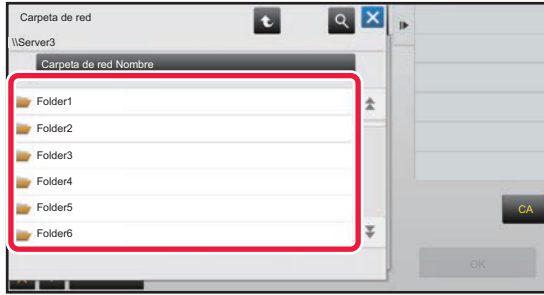 Carpeta de red
\\Server3
Carpeta de red Nombre
Folder1
Folder2
Folder3
Folder4
Folder5
Folder6
CA
OK